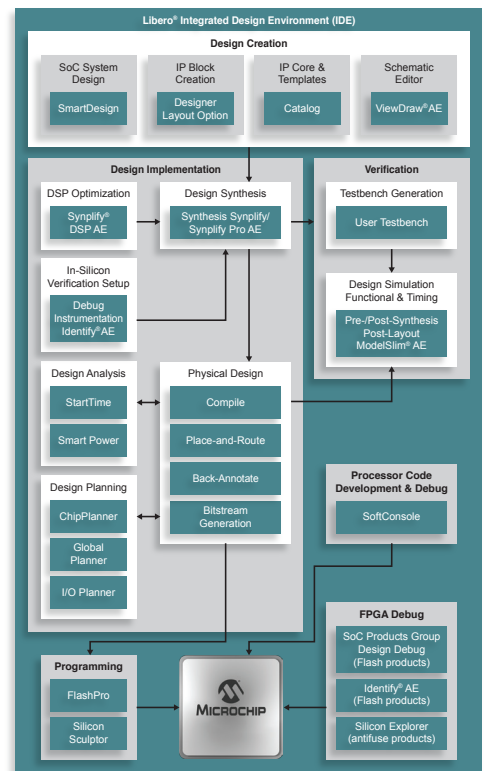 Libero® Integrated Design Environment (IDE)
Design Creation
SoC System
Design
SmartDesign
IP Block
Creation
Designer
Layout Option
IP Core &
Templates
Catalog
Schematic
Editor
ViewDraw® AE
Design Implementation
DSP Optimization
Synplify®
DSP AE
Design Synthesis
Synthesis Synplify/
Synplify Pro AE
In-Silicon
Verification Setup
Debug
Instrumentation
Identify® AE
Design Analysis
StartTime
Smart Power
Physical Design
Compile
Place-and-Route
Back-Annotate
Bitstream
Generation
Design Planning
ChipPlanner
Global
Planner
I/O Planner
Verification
Testbench Generation
User Testbench
Design Simulation
Functional & Timing
Pre-/Post-Synthesis
Post-Layout
ModelSlim® AE
Processor Code
Development & Debug
SoftConsole
Programming
FlashPro
Silicon
Sculptor
MICROCHIP
FPGA Debug
SoC Products Group
Design Debug
(Flash products)
Identify® AE
(Flash products)
Silicon Explorer
(antifuse products)